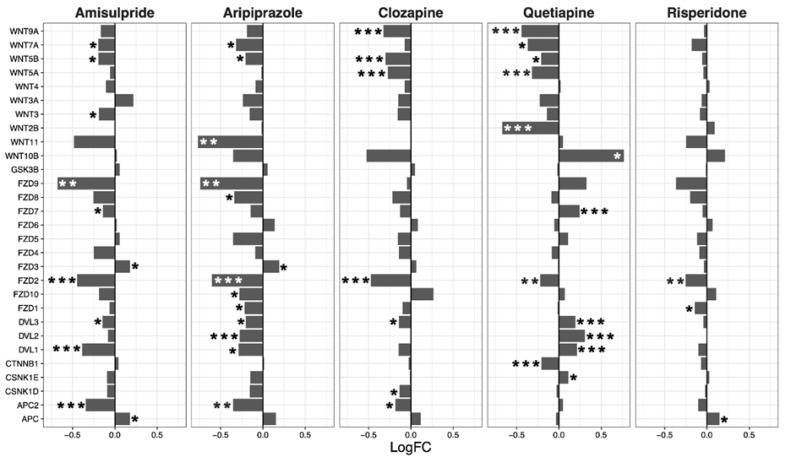 Amisulpride Aripiprazole Clozapine Quetiapine Risperidone
WNT9A *** ***
WNT7A * * *
WNT5B * * *** *
WNT5A *** ***
WNT4
WNT3A
WNT3 *
WNT2B ***
WNT11 **
WNT10B *
GSK3B
FZD9 ** **
FZD8 *
FZD7 * ***
FZD6
FZD5
FZD4
FZD3 * *
FZD2 *** *** *** ** **
FZD10 *
FZD1 * *
DVL3 * * * ***
DVL2 *** ***
DVL1 *** * ***
CTNNB1 ***
CSNK1E *
CSNK1D *
APC2 *** ** *
APC * *
−0.5 0.0 0.5 −0.5 0.0 0.5 −0.5 0.0 0.5 −0.5 0.0 0.5 −0.5 0.0 0.5
LogFC